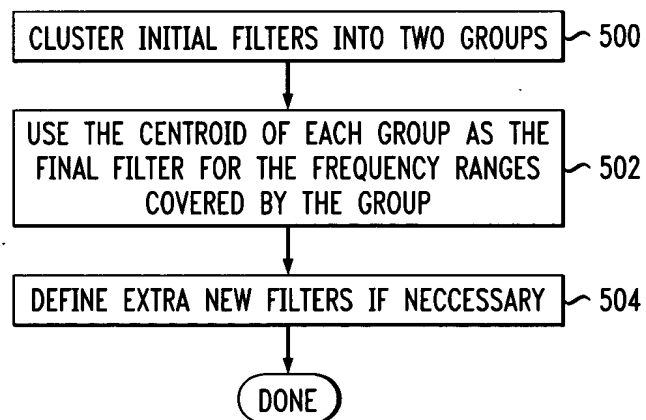 CLUSTER INITIAL FILTERS INTO TWO GROUPS 500
USE THE CENTROID OF EACH GROUP AS THE
FINAL FILTER FOR THE FREQUENCY RANGES 502
COVERED BY THE GROUP
DEFINE EXTRA NEW FILTERS IF NECCESSARY 504
DONE